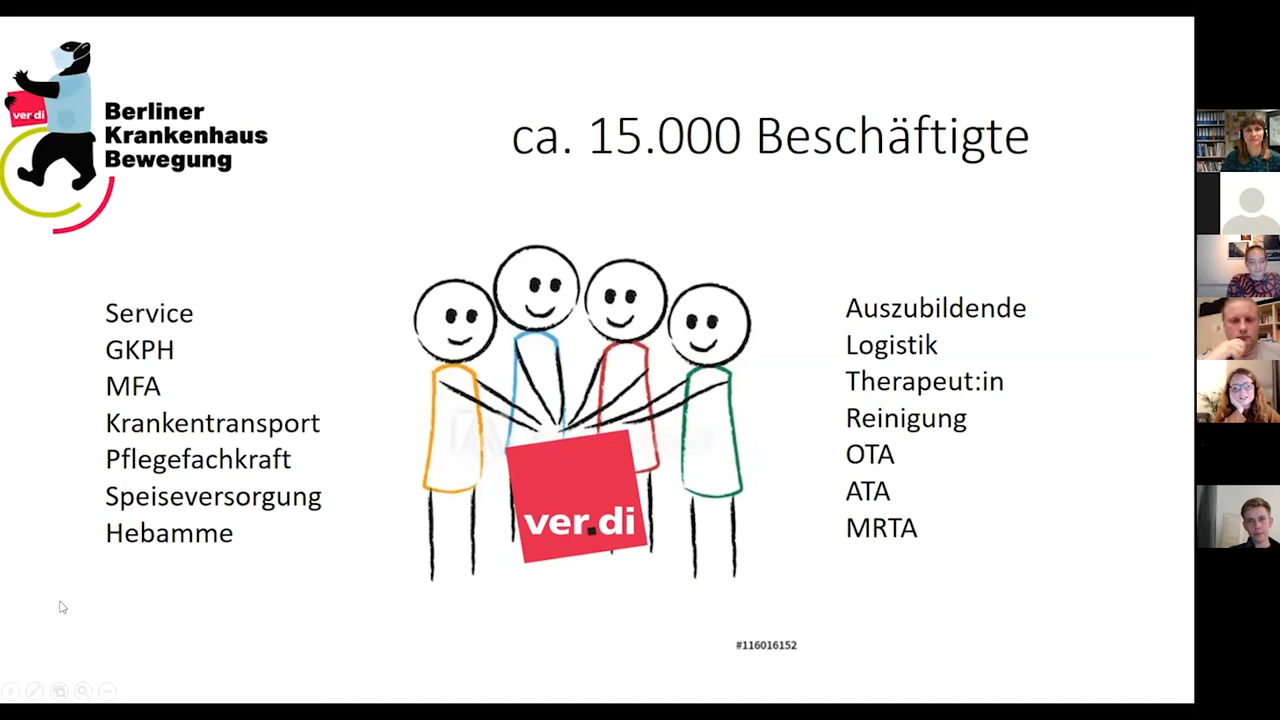 ver di
Berliner
Krankenhaus
Bewegung
ca. 15.000 Beschäftigte
Service
GKPH
MFA
Krankentransport
Pflegefachkraft
Speiseversorgung
Hebamme
ver.di
Auszubildende
Logistik
Therapeut:in
Reinigung
OTA
ATA
MRTA
#116016152